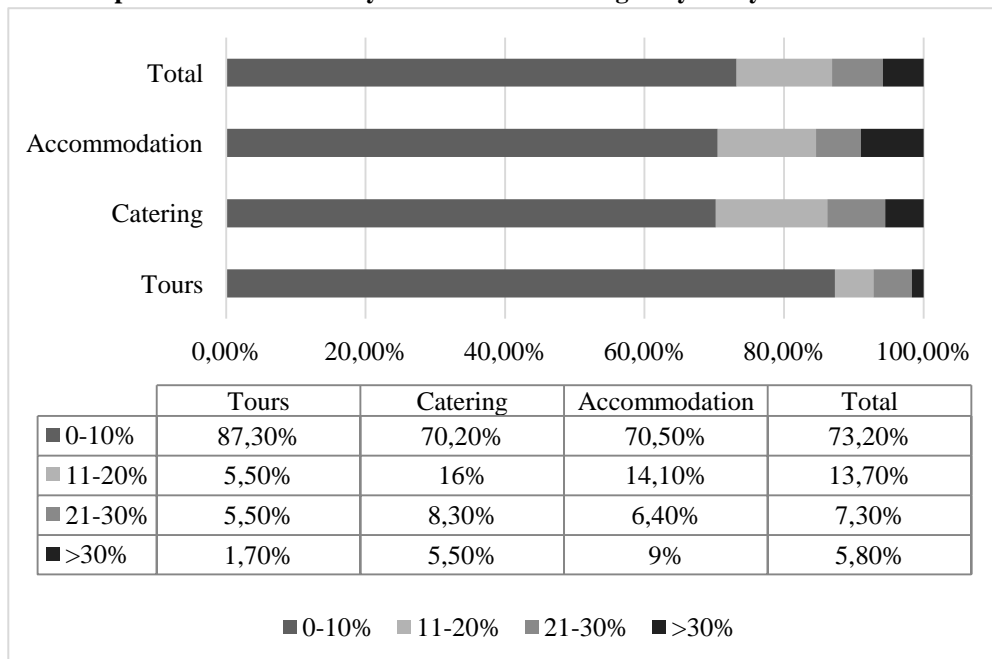 Total
Accommodation
Catering
Tours
0,00% 20,00% 40,00% 60,00% 80,00% 100,00%
Tours Catering Accommodation Total
0-10% 87,30% 70,20% 70,50% 73,20%
11-20% 5,50% 16% 14,10% 13,70%
21-30% 5,50% 8,30% 6,40% 7,30%
>30% 1,70% 5,50% 9% 5,80%
0-10% 11-20% 21-30% >30%